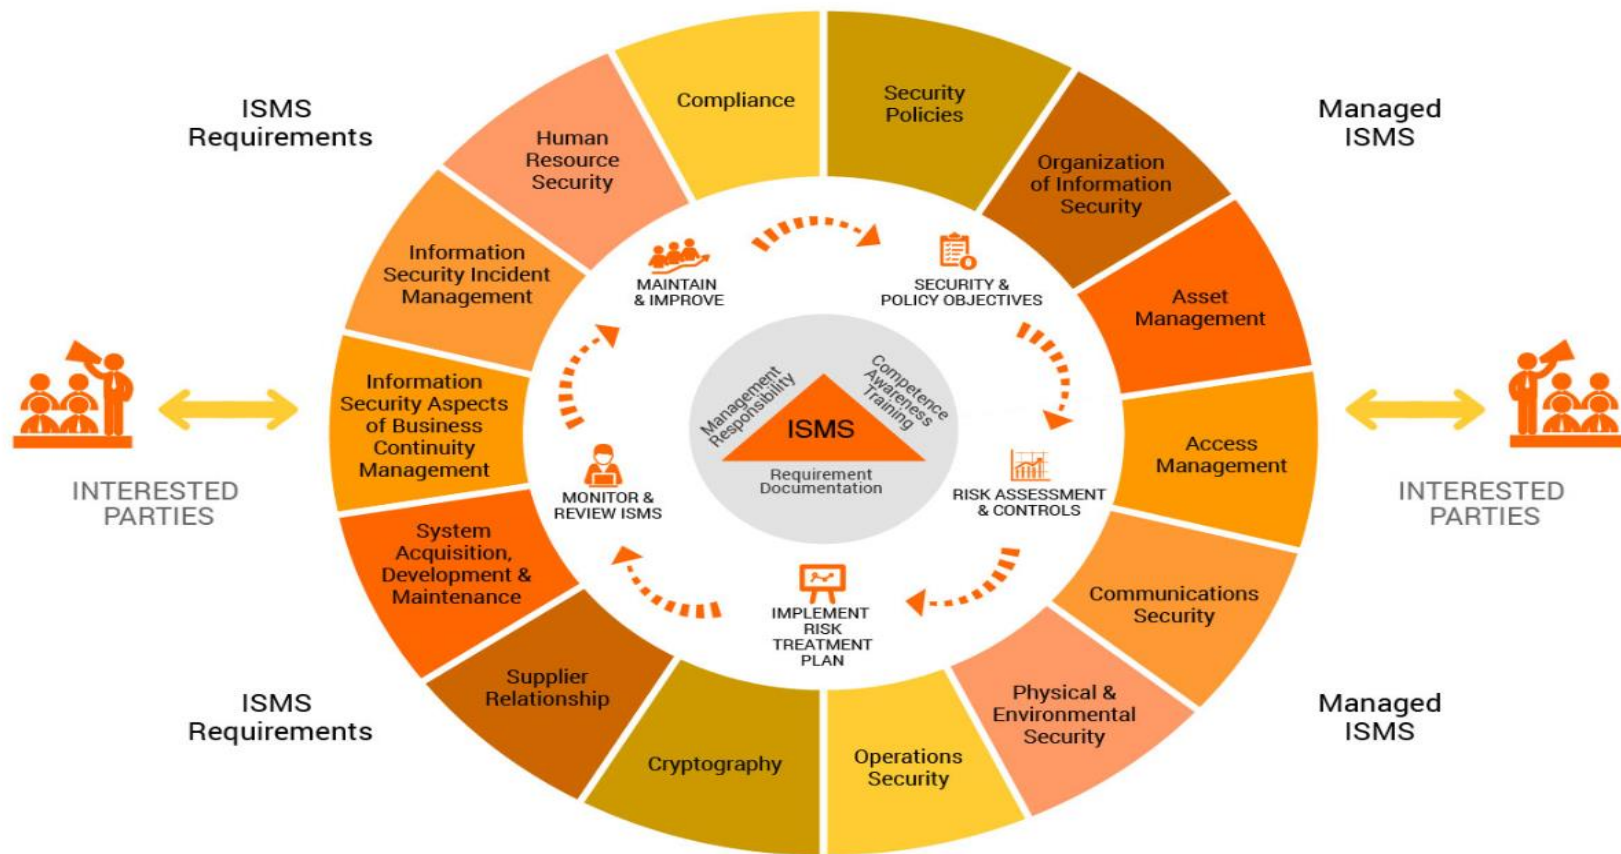 ISMS
Requirements
Managed
ISMS
Compliance
Security
Policies
Organization
of Information
Security
Asset
Management
Access
Management
Communications
Security
Physical &
Environmental
Security
Operations
Security
Cryptography
Supplier
Relationship
System
Acquisition,
Development &
Maintenance
Information
Security Aspects
of Business
Continuity
Management
Information
Security Incident
Management
Human
Resource
Security
MAINTAIN
& IMPROVE
SECURITY &
POLICY OBJECTIVES
RISK ASSESSMENT
& CONTROLS
IMPLEMENT
RISK
TREATMENT
PLAN
MONITOR &
REVIEW ISMS
Management
Responsibility
Competence
Awareness
Training
ISMS
Requirement
Documentation
INTERESTED
PARTIES
INTERESTED
PARTIES
ISMS
Requirements
Managed
ISMS